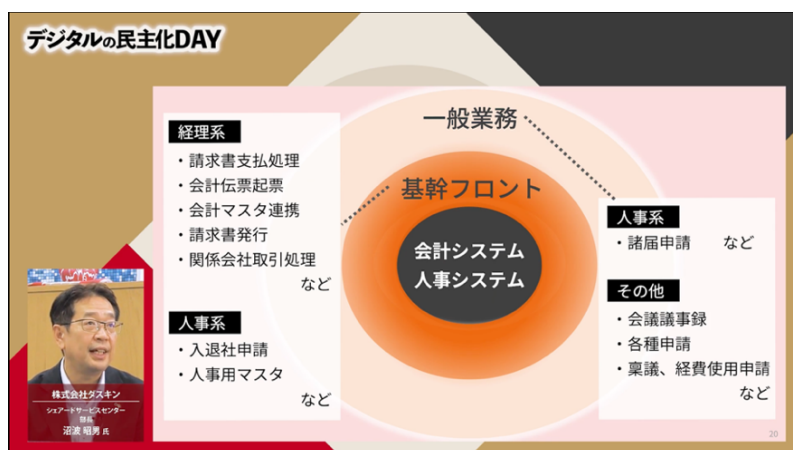 デジタルの民主化DAY
経理系
・請求書支払処理
・会計伝票起票
・会計マスタ連携
・請求書発行
・関係会社取引処理
など
人事系
・入退社申請
・人事用マスタ
など
一般業務
基幹フロント
会計システム
人事システム
人事系
・諸届申請 など
その他
・会議議事録
・各種申請
・稟議、経費使用申請
など
株式会社ダスキン
シェアードサービスセンター
部長
沼波 昭男 氏
20